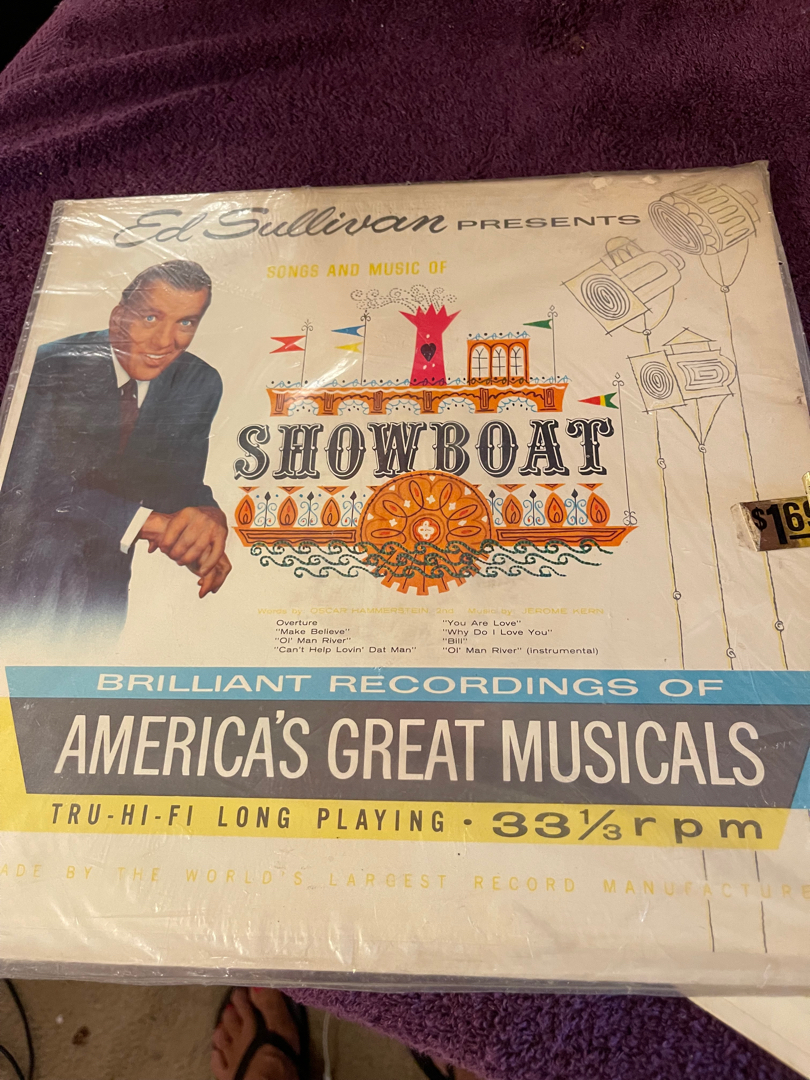 Ed Sullivan PRESENTS
SONGS AND MUSIC OF
SHOWBOAT
$1 69
Words by: OSCAR HAMMERSTEIN, 2nd Music by: JEROME KERN
Overture
"Make Believe"
"Ol' Man River"
"Can't Help Lovin' Dat Man"
"You Are Love"
"Why Do I Love You"
"Bill"
"Ol' Man River" (instrumental)
BRILLIANT RECORDINGS OF
AMERICA'S GREAT MUSICALS
TRU-HI-FI LONG PLAYING • 33⅓ rpm
ADE BY THE WORLD'S LARGEST RECORD MANUFACTURE